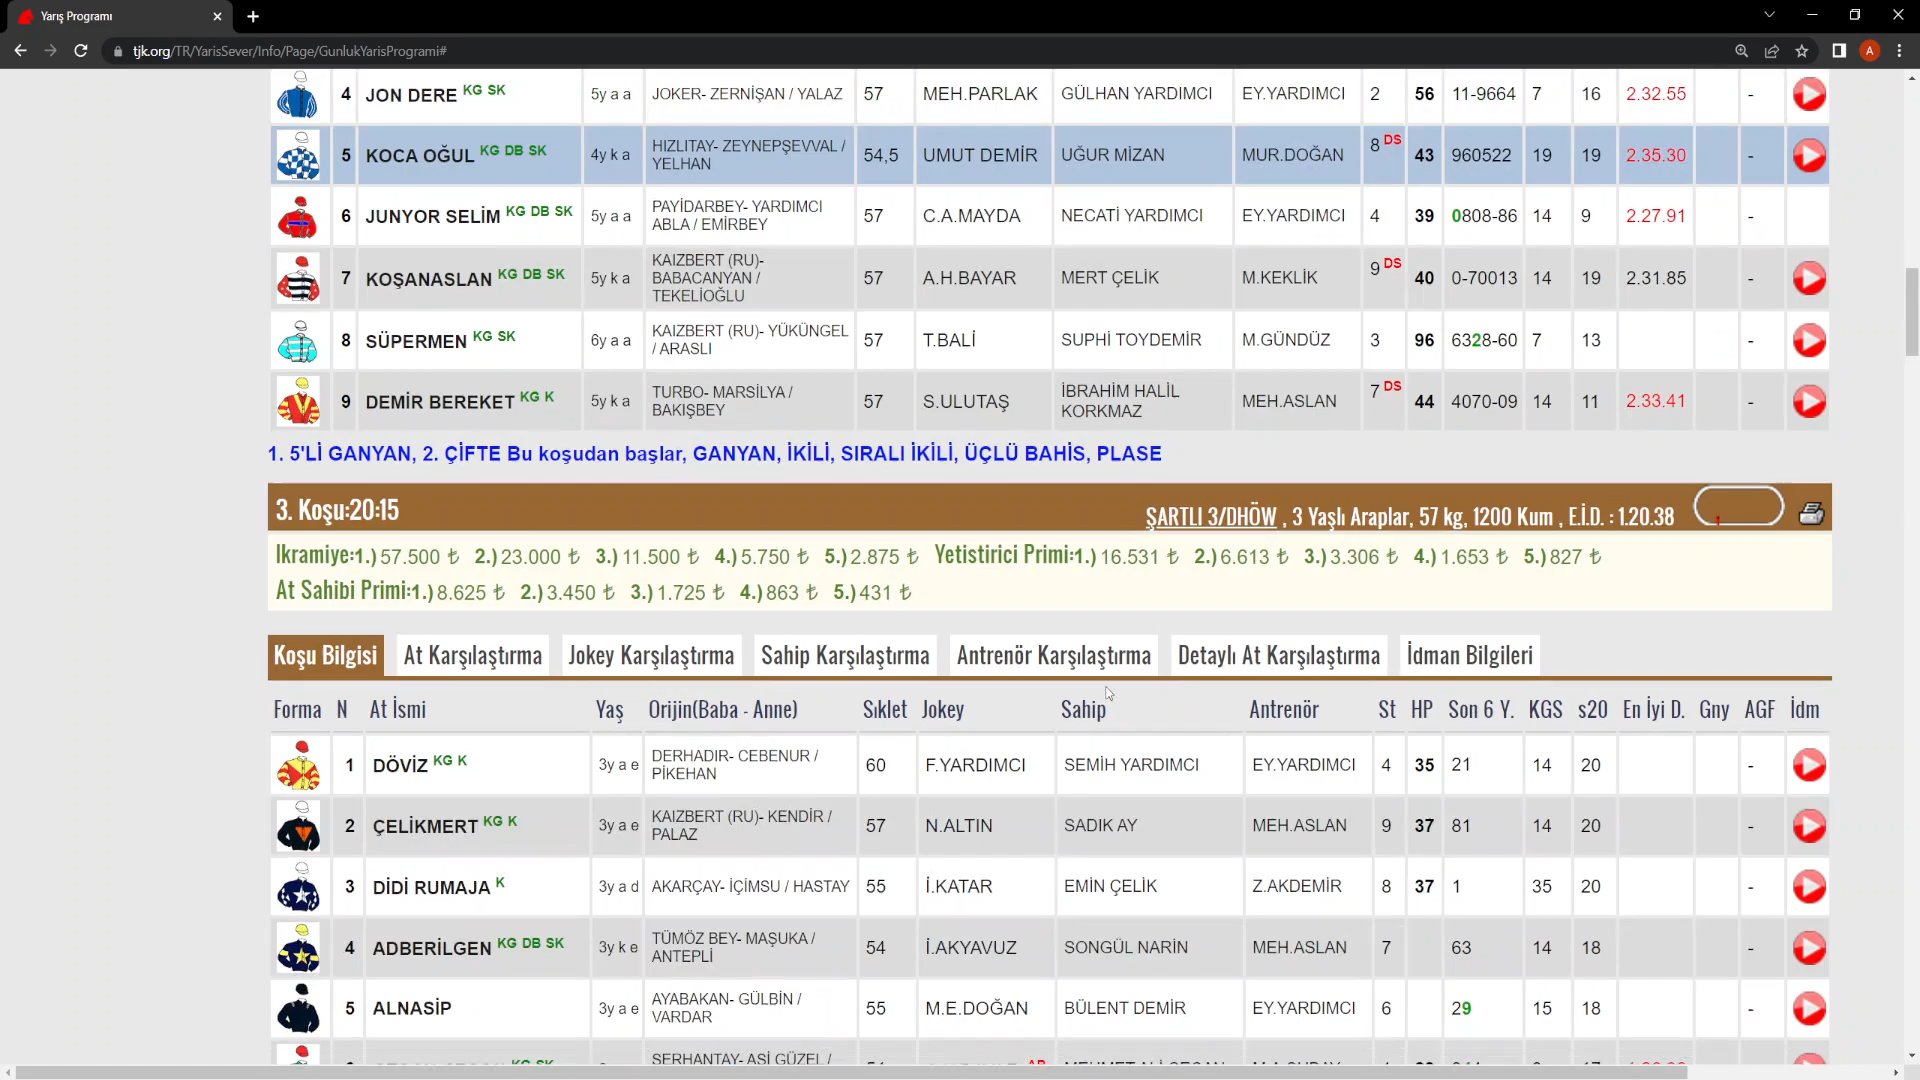 Yarış Programı
tjk.org/TR/YarisSever/Info/Page/GunlukYarisProgrami#
A
4 JON DERE KG SK 5y a a JOKER- ZERNİŞAN / YALAZ 57 MEH.PARLAK GÜLHAN YARDIMCI EY.YARDIMCI 2 56 11-9664 7 16 2.32.55 -
5 KOCA OĞUL KG DB SK 4y k a HIZLITAY- ZEYNEPŞEVVAL / YELHAN 54,5 UMUT DEMİR UĞUR MİZAN MUR.DOĞAN 8 DS 43 960522 19 19 2.35.30 -
6 JUNYOR SELİM KG DB SK 5y a a PAYİDARBEY- YARDIMCI ABLA / EMİRBEY 57 C.A.MAYDA NECATİ YARDIMCI EY.YARDIMCI 4 39 0808-86 14 9 2.27.91 -
7 KOŞANASLAN KG DB SK 5y k a KAIZBERT (RU)- BABACANYAN / TEKELİOĞLU 57 A.H.BAYAR MERT ÇELİK M.KEKLİK 9 DS 40 0-70013 14 19 2.31.85 -
8 SÜPERMEN KG SK 6y a a KAIZBERT (RU)- YÜKÜNGEL / ARASLI 57 T.BALİ SUPHİ TOYDEMİR M.GÜNDÜZ 3 96 6328-60 7 13 -
9 DEMİR BEREKET KG K 5y k a TURBO- MARSİLYA / BAKIŞBEY 57 S.ULUTAŞ İBRAHİM HALİL KORKMAZ MEH.ASLAN 7 DS 44 4070-09 14 11 2.33.41 -
1. 5'Lİ GANYAN, 2. ÇİFTE Bu koşudan başlar, GANYAN, İKİLİ, SIRALI İKİLİ, ÜÇLÜ BAHİS, PLASE
3. Koşu:20:15 ŞARTLI 3/DHÖW , 3 Yaşlı Araplar, 57 kg, 1200 Kum , E.İ.D. : 1.20.38
Ikramiye:1.) 57.500 ₺ 2.) 23.000 ₺ 3.) 11.500 ₺ 4.) 5.750 ₺ 5.) 2.875 ₺ Yetistirici Primi:1.) 16.531 ₺ 2.) 6.613 ₺ 3.) 3.306 ₺ 4.) 1.653 ₺ 5.) 827 ₺
At Sahibi Primi:1.) 8.625 ₺ 2.) 3.450 ₺ 3.) 1.725 ₺ 4.) 863 ₺ 5.) 431 ₺
Koşu Bilgisi At Karşılaştırma Jokey Karşılaştırma Sahip Karşılaştırma Antrenör Karşılaştırma Detaylı At Karşılaştırma İdman Bilgileri
Forma N At İsmi Yaş Orijin(Baba - Anne) Sıklet Jokey Sahip Antrenör St HP Son 6 Y. KGS s20 En İyi D. Gny AGF İdm
1 DÖVİZ KG K 3y a e DERHADIR- CEBENUR / PİKEHAN 60 F.YARDIMCI SEMİH YARDIMCI EY.YARDIMCI 4 35 21 14 20 -
2 ÇELİKMERT KG K 3y a e KAIZBERT (RU)- KENDİR / PALAZ 57 N.ALTIN SADIK AY MEH.ASLAN 9 37 81 14 20 -
3 DİDİ RUMAJA K 3y a d AKARÇAY- İÇİMSU / HASTAY 55 İ.KATAR EMİN ÇELİK Z.AKDEMİR 8 37 1 35 20 -
4 ADBERİLGEN KG DB SK 3y k e TÜMÖZ BEY- MAŞUKA / ANTEPLİ 54 İ.AKYAVUZ SONGÜL NARİN MEH.ASLAN 7 63 14 18 -
5 ALNASİP 3y a e AYABAKAN- GÜLBİN / VARDAR 55 M.E.DOĞAN BÜLENT DEMİR EY.YARDIMCI 6 29 15 18 -
SERHANTAY- ASİ GÜZEL /